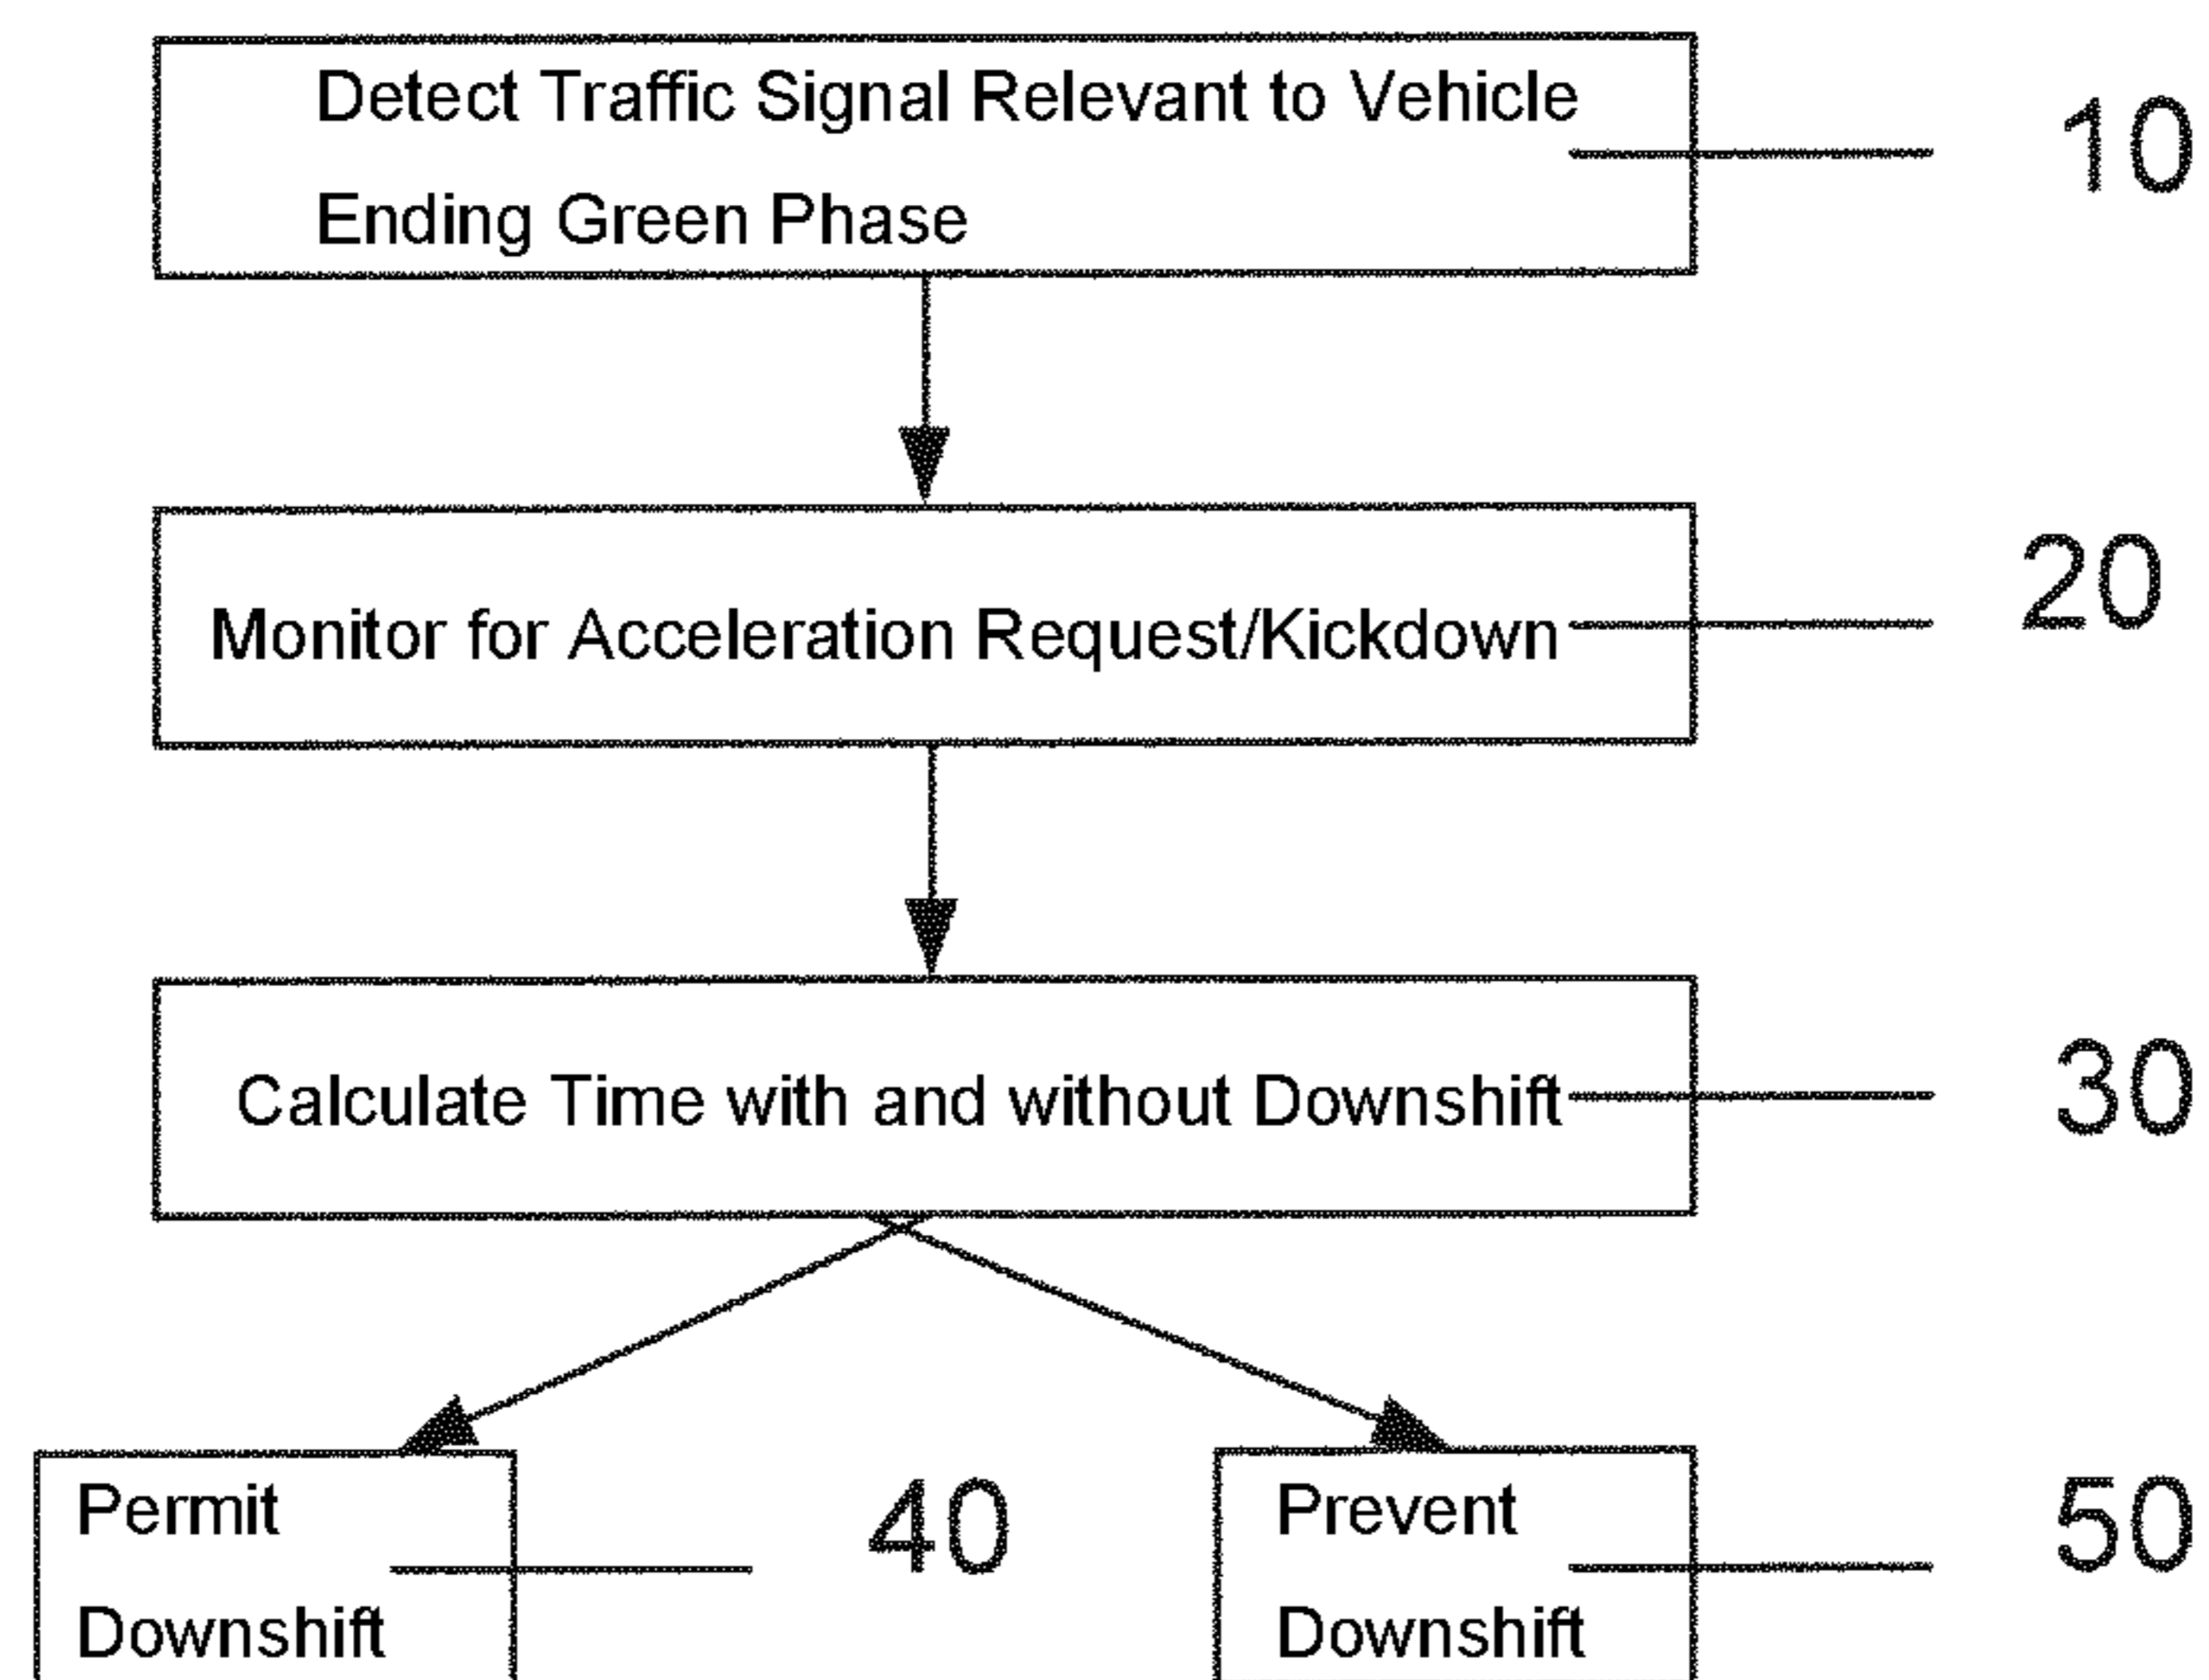 Detect Traffic Signal Relevant to Vehicle
Ending Green Phase
10
Monitor for Acceleration Request/Kickdown
20
Calculate Time with and without Downshift
30
Permit
Downshift
40
Prevent
Downshift
50